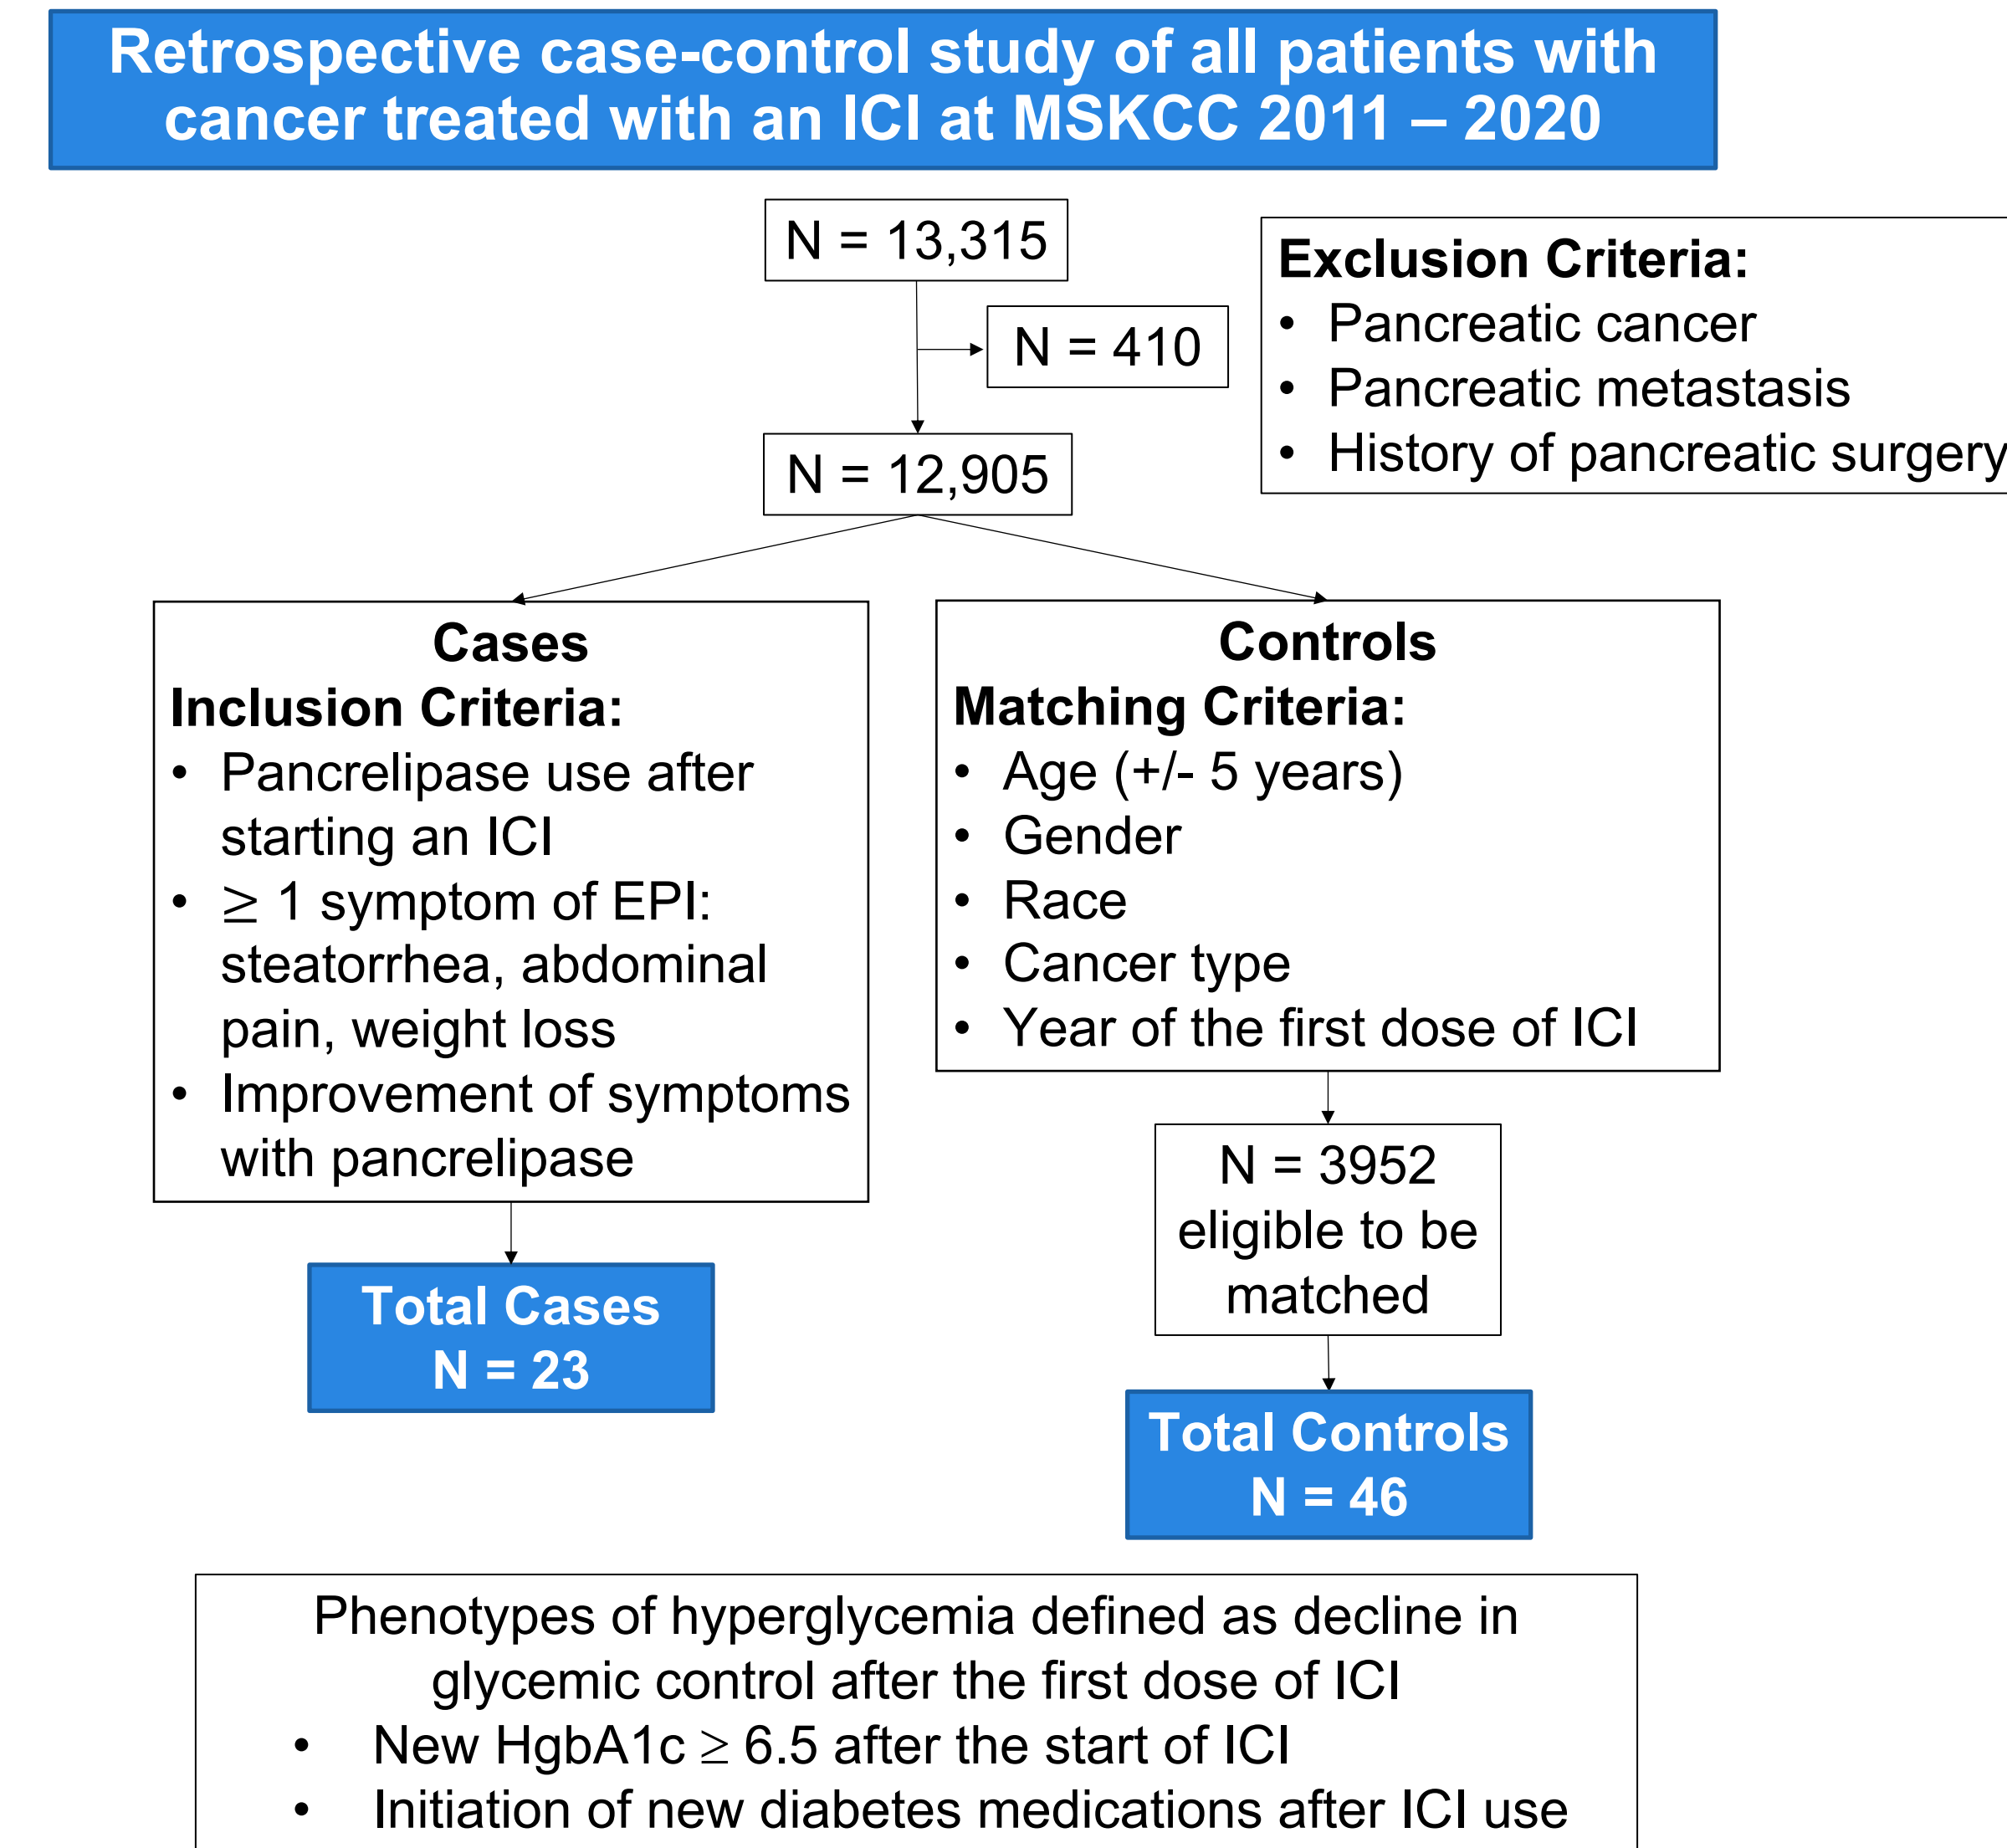 Retrospective case-control study of all patients with
cancer treated with an ICI at MSKCC 2011 – 2020
N = 13,315
N = 410
N = 12,905
Exclusion Criteria:
• Pancreatic cancer
• Pancreatic metastasis
• History of pancreatic surgery
Cases
Inclusion Criteria:
• Pancrelipase use after
starting an ICI
• ≥ 1 symptom of EPI:
steatorrhea, abdominal
pain, weight loss
• Improvement of symptoms
with pancrelipase
Total Cases
N = 23
Controls
Matching Criteria:
• Age (+/- 5 years)
• Gender
• Race
• Cancer type
• Year of the first dose of ICI
N = 3952
eligible to be
matched
Total Controls
N = 46
Phenotypes of hyperglycemia defined as decline in
glycemic control after the first dose of ICI
• New HgbA1c ≥ 6.5 after the start of ICI
• Initiation of new diabetes medications after ICI use